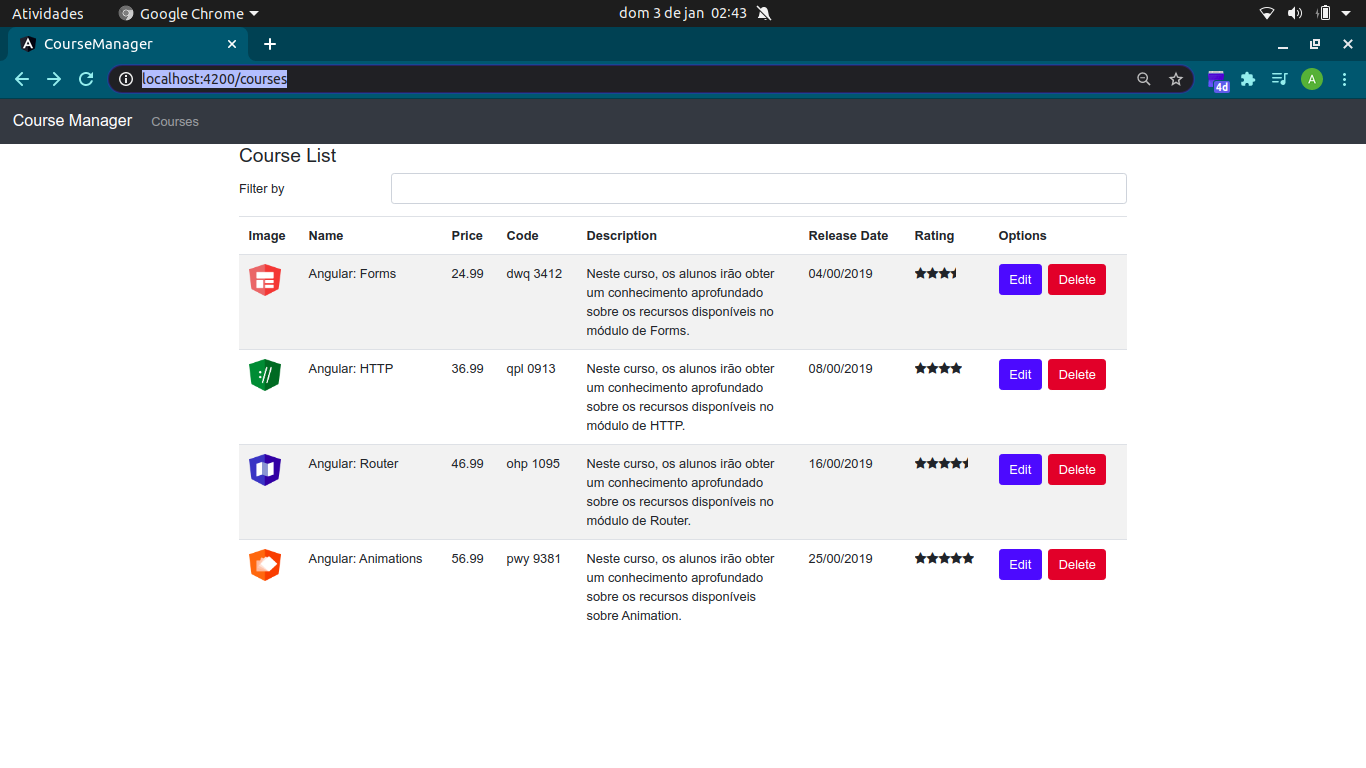 Atividades Google Chrome dom 3 de jan 02:43
CourseManager
localhost:4200/courses 4d A
Course Manager Courses
Course List
Filter by
Image Name Price Code Description Release Date Rating Options
Angular: Forms 24.99 dwq 3412 Neste curso, os alunos irão obter 04/00/2019 Edit Delete
um conhecimento aprofundado
sobre os recursos disponíveis no
módulo de Forms.
Angular: HTTP 36.99 qpl 0913 Neste curso, os alunos irão obter 08/00/2019 Edit Delete
um conhecimento aprofundado
sobre os recursos disponíveis no
módulo de HTTP.
Angular: Router 46.99 ohp 1095 Neste curso, os alunos irão obter 16/00/2019 Edit Delete
um conhecimento aprofundado
sobre os recursos disponíveis no
módulo de Router.
Angular: Animations 56.99 pwy 9381 Neste curso, os alunos irão obter 25/00/2019 Edit Delete
um conhecimento aprofundado
sobre os recursos disponíveis
sobre Animation.